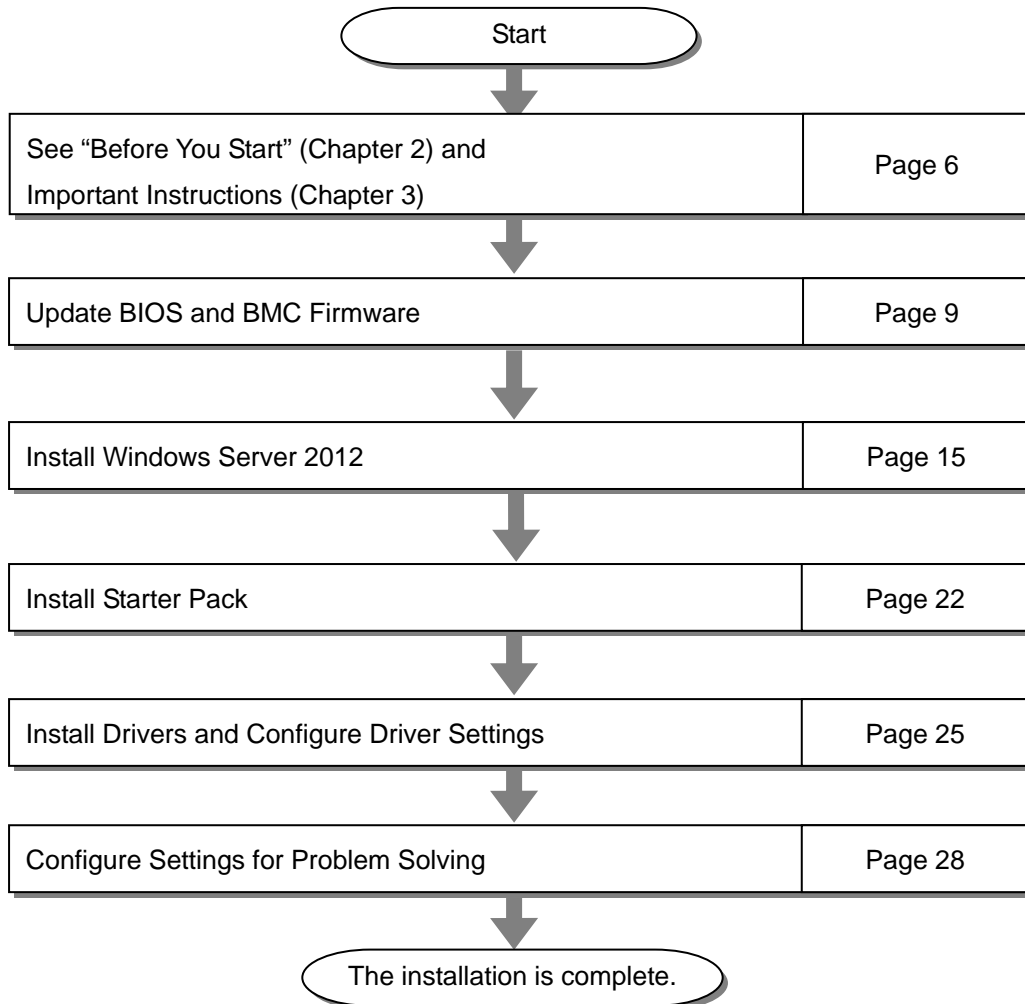 Start
See “Before You Start” (Chapter 2) and
Important Instructions (Chapter 3)
Page 6
Update BIOS and BMC Firmware
Page 9
Install Windows Server 2012
Page 15
Install Starter Pack
Page 22
Install Drivers and Configure Driver Settings
Page 25
Configure Settings for Problem Solving
Page 28
The installation is complete.